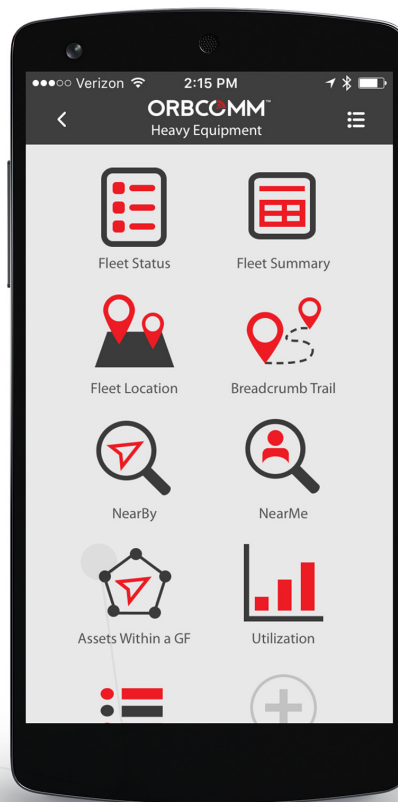 ●●●○○ Verizon 2:15 PM
ORBCOMM™
Heavy Equipment
Fleet Status Fleet Summary
Fleet Location Breadcrumb Trail
NearBy NearMe
Assets Within a GF Utilization